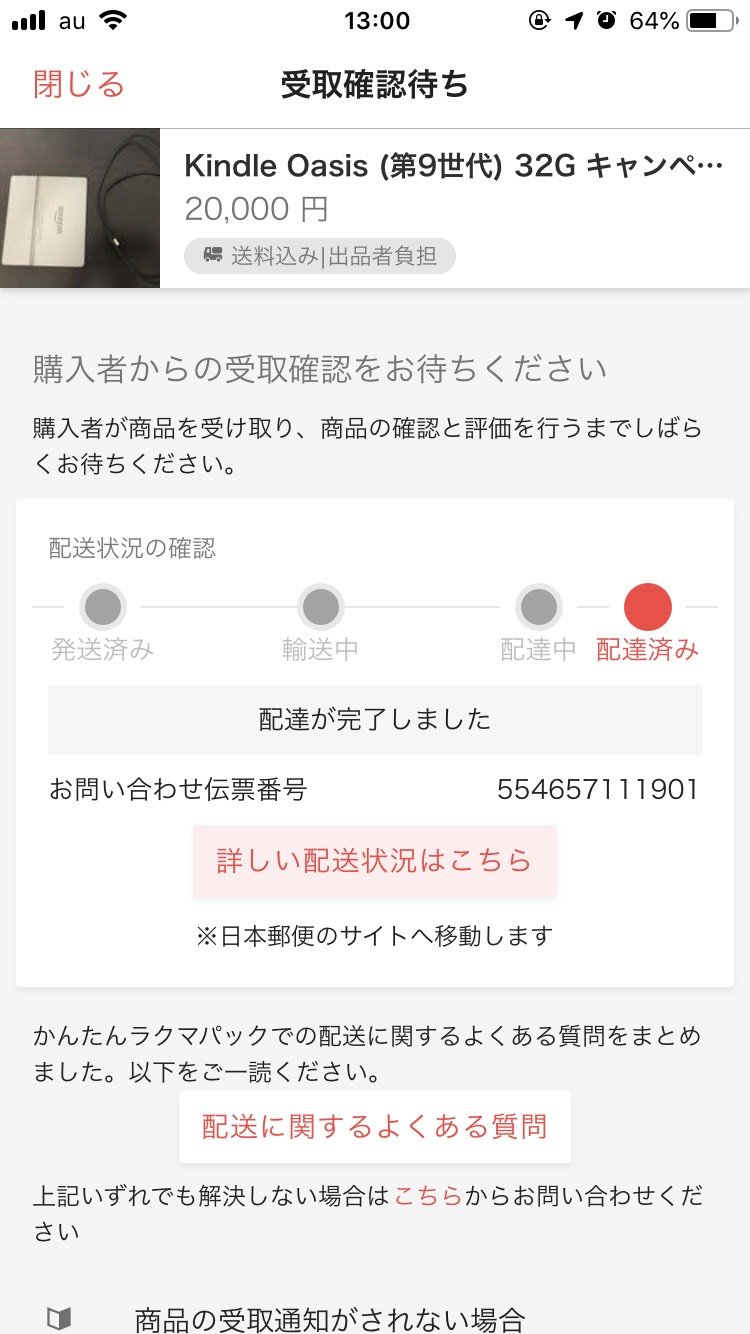 au 13:00 64%
閉じる 受取確認待ち
Kindle Oasis (第9世代) 32G キャンペ…
20,000 円
送料込み|出品者負担
購入者からの受取確認をお待ちください
購入者が商品を受け取り、商品の確認と評価を行うまでしばら
くお待ちください。
配送状況の確認
発送済み 輸送中 配達中 配達済み
配達が完了しました
お問い合わせ伝票番号 554657111901
詳しい配送状況はこちら
※日本郵便のサイトへ移動します
かんたんラクマパックでの配送に関するよくある質問をまとめ
ました。以下をご一読ください。
配送に関するよくある質問
上記いずれでも解決しない場合はこちらからお問い合わせくだ
さい
商品の受取通知がされない場合